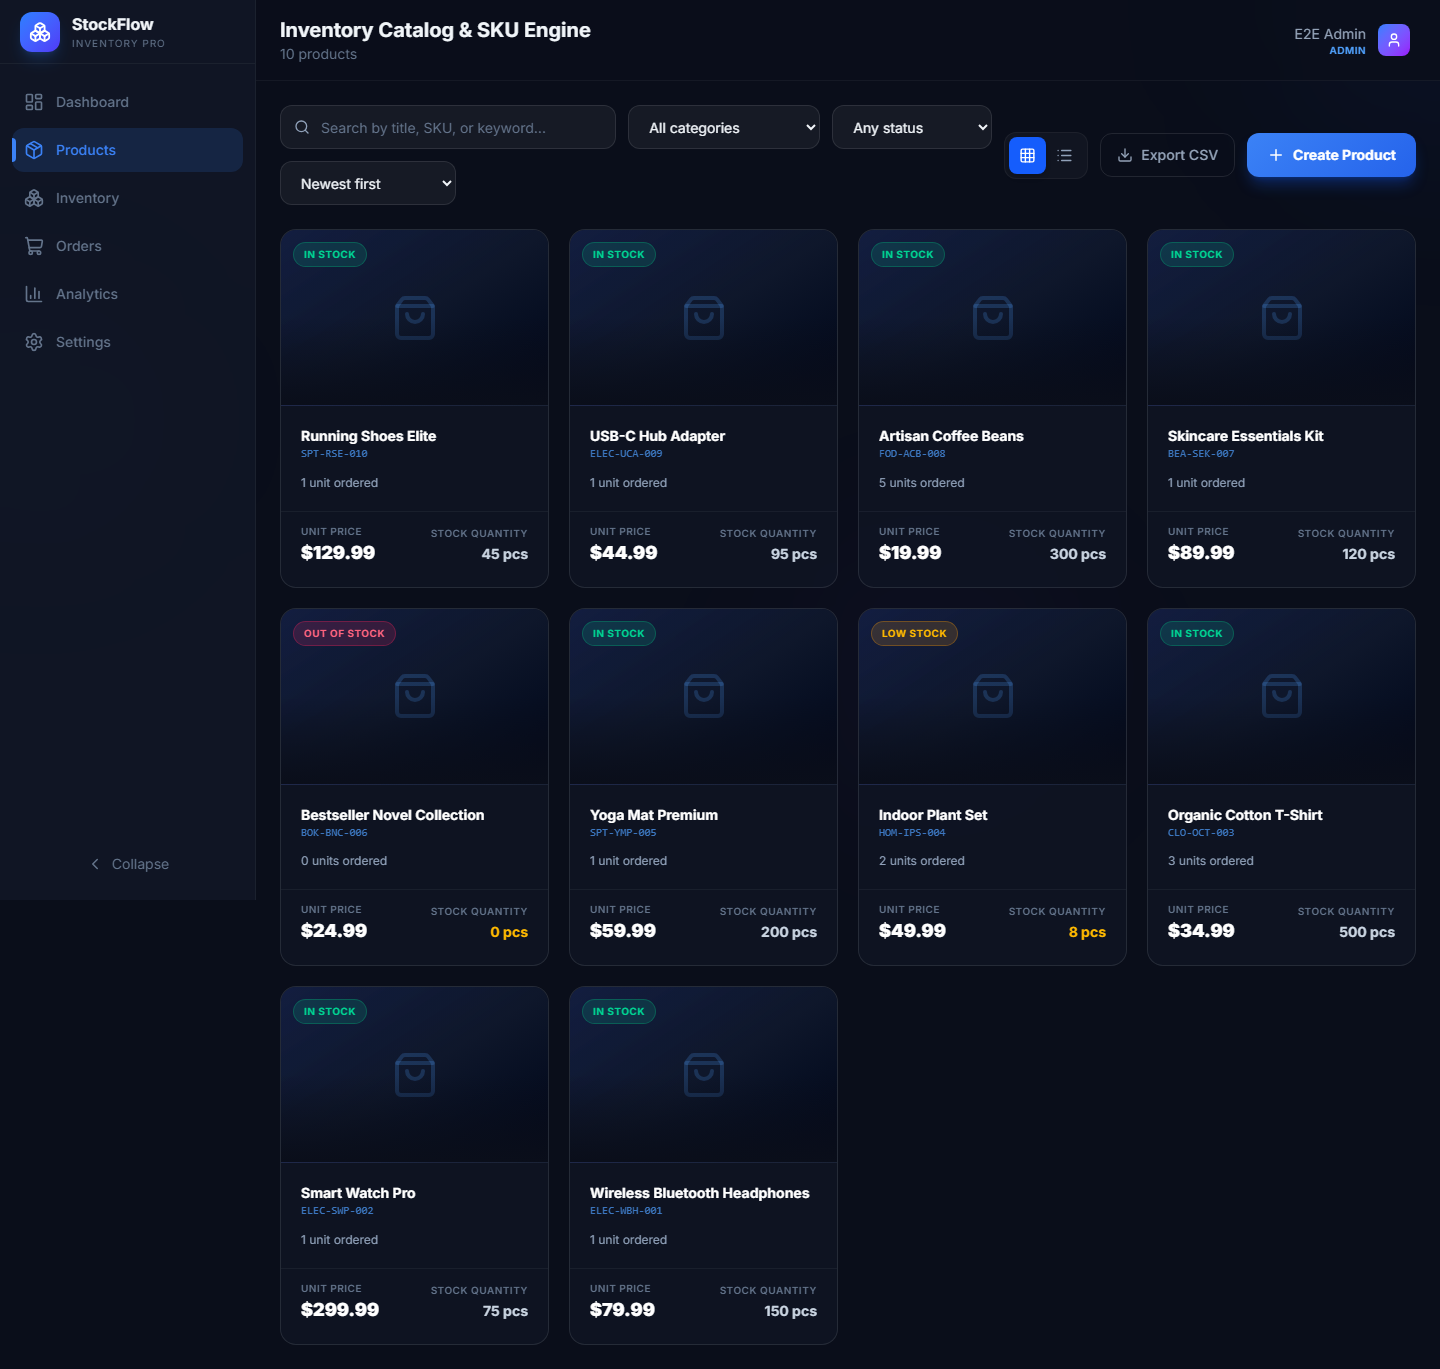 StockFlow
INVENTORY PRO
Dashboard
Products
Inventory
Orders
Analytics
Settings
Collapse
Inventory Catalog & SKU Engine
10 products
E2E Admin
ADMIN
Search by title, SKU, or keyword...
All categories
Any status
Newest first
Export CSV
Create Product
IN STOCK
Running Shoes Elite
SPT-RSE-010
1 unit ordered
UNIT PRICE
STOCK QUANTITY
$129.99
45 pcs
IN STOCK
USB-C Hub Adapter
ELEC-UCA-009
1 unit ordered
UNIT PRICE
STOCK QUANTITY
$44.99
95 pcs
IN STOCK
Artisan Coffee Beans
FOD-ACB-008
5 units ordered
UNIT PRICE
STOCK QUANTITY
$19.99
300 pcs
IN STOCK
Skincare Essentials Kit
BEA-SEK-007
1 unit ordered
UNIT PRICE
STOCK QUANTITY
$89.99
120 pcs
OUT OF STOCK
Bestseller Novel Collection
BOK-BNC-006
0 units ordered
UNIT PRICE
STOCK QUANTITY
$24.99
0 pcs
IN STOCK
Yoga Mat Premium
SPT-YMP-005
1 unit ordered
UNIT PRICE
STOCK QUANTITY
$59.99
200 pcs
LOW STOCK
Indoor Plant Set
HOM-IPS-004
2 units ordered
UNIT PRICE
STOCK QUANTITY
$49.99
8 pcs
IN STOCK
Organic Cotton T-Shirt
CLO-OCT-003
3 units ordered
UNIT PRICE
STOCK QUANTITY
$34.99
500 pcs
IN STOCK
Smart Watch Pro
ELEC-SWP-002
1 unit ordered
UNIT PRICE
STOCK QUANTITY
$299.99
75 pcs
IN STOCK
Wireless Bluetooth Headphones
ELEC-WBH-001
1 unit ordered
UNIT PRICE
STOCK QUANTITY
$79.99
150 pcs